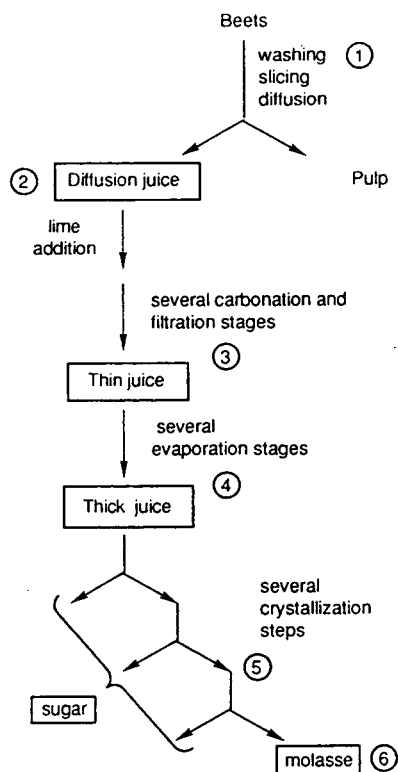 Beets
washing ①
slicing
diffusion
② Diffusion juice
Pulp
lime
addition
several carbonation and
filtration stages
③
Thin juice
several
evaporation stages
④
Thick juice
several
crystallization
steps
⑤
sugar
molasse ⑥